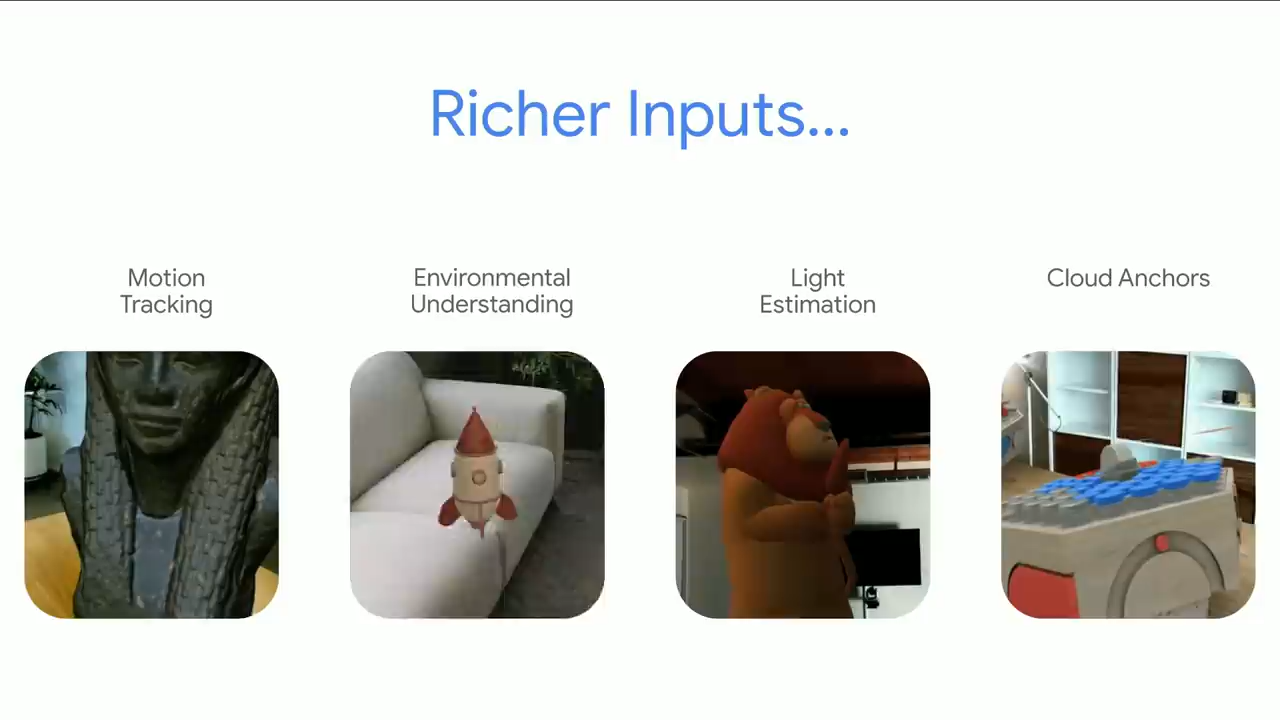 Richer Inputs...
Motion
Tracking
Environmental
Understanding
Light
Estimation
Cloud Anchors